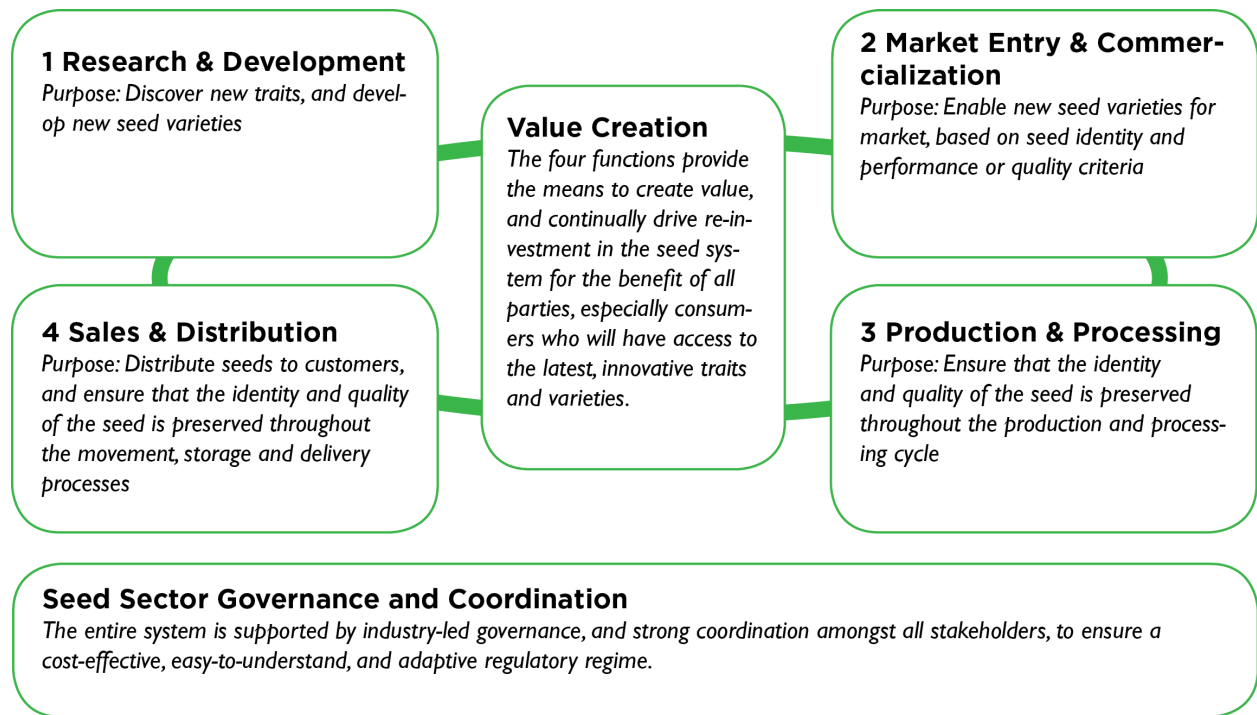 1 Research & Development
Purpose: Discover new traits, and devel-
op new seed varieties
2 Market Entry & Commer-
cialization
Purpose: Enable new seed varieties for
market, based on seed identity and
performance or quality criteria
Value Creation
The four functions provide
the means to create value,
and continually drive re-in-
vestment in the seed sys-
tem for the benefit of all
parties, especially consum-
ers who will have access to
the latest, innovative traits
and varieties.
4 Sales & Distribution
Purpose: Distribute seeds to customers,
and ensure that the identity and quality
of the seed is preserved throughout
the movement, storage and delivery
processes
3 Production & Processing
Purpose: Ensure that the identity
and quality of the seed is preserved
throughout the production and process-
ing cycle
Seed Sector Governance and Coordination
The entire system is supported by industry-led governance, and strong coordination amongst all stakeholders, to ensure a
cost-effective, easy-to-understand, and adaptive regulatory regime.